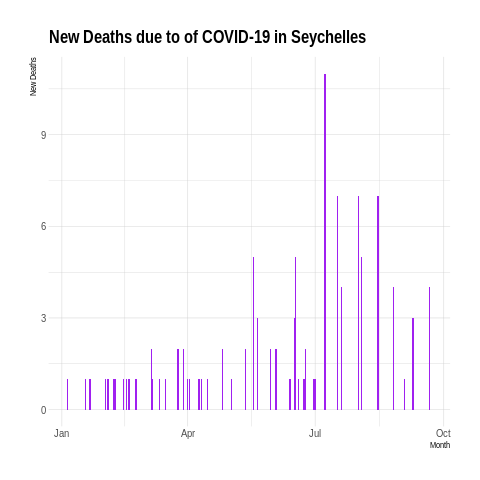 New Deaths due to of COVID-19 in Seychelles
New Deaths
9
6
3
0
Jan Apr Jul Oct
Month